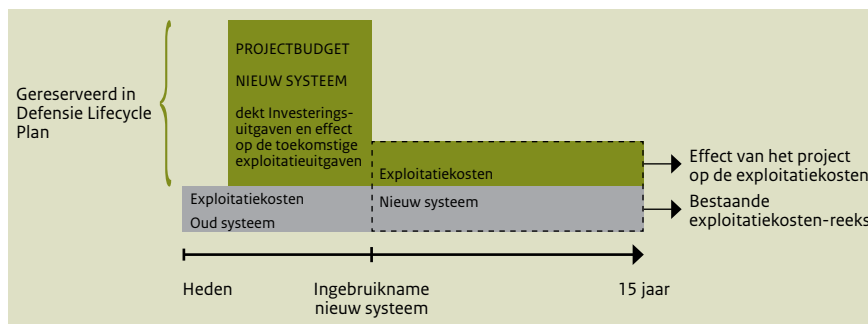 PROJECTBUDGET
NIEUW SYSTEEM
dekt Investerings-
uitgaven en effect
op de toekomstige
exploitatieuitgaven
Gereserveerd in
Defensie Lifecycle
Plan
Exploitatiekosten
Effect van het project
op de exploitatiekosten
Exploitatiekosten
Oud systeem
Nieuw systeem
Bestaande
exploitatiekosten-reeks
Heden
Ingebruikname
nieuw systeem
15 jaar